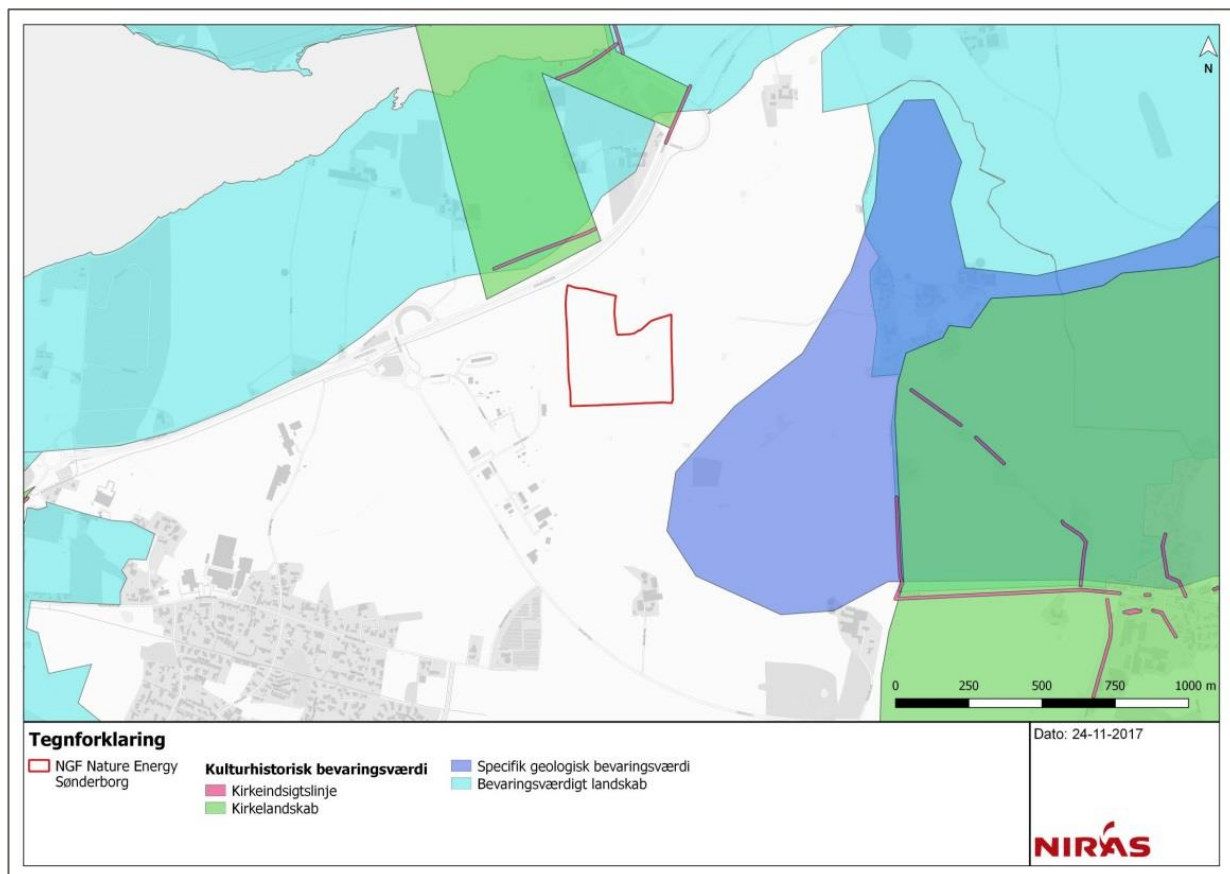 N
0 250 500 750 1000 m
Tegnforklaring
NGF Nature Energy
Sønderborg
Kulturhistorisk bevaringsværdi
Kirkeindsigtslinje
Kirkelandskab
Specifik geologisk bevaringsværdi
Bevaringsværdigt landskab
Dato: 24-11-2017
NIRAS